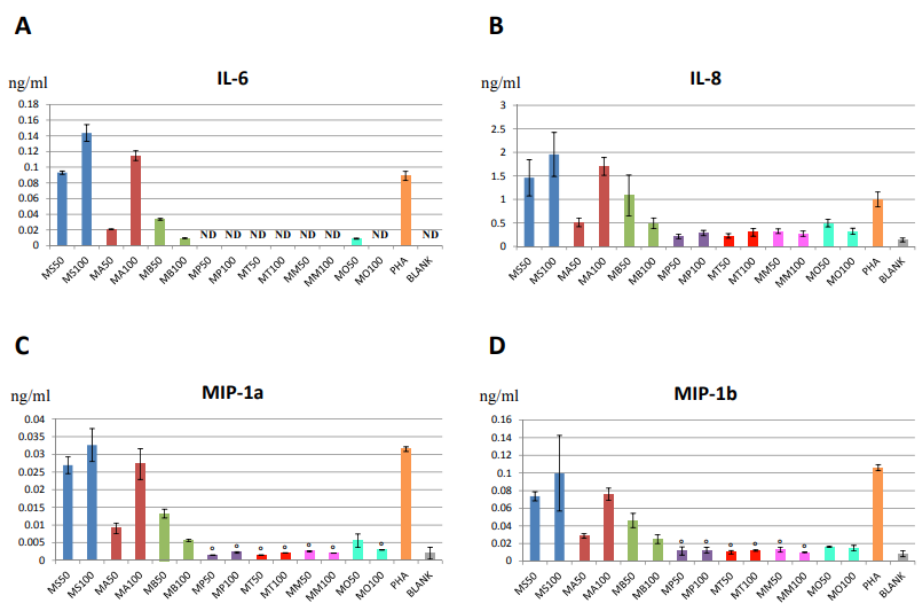 A
IL-6
ng/ml
0.18
0.16
0.14
0.12
0.1
0.08
0.06
0.04
0.02
0
ND ND ND ND ND ND ND ND
MS50 MS100 MA50 MA100 MB50 MB100 MP50 MP100 MT50 MT100 MM50 MM100 MO50 MO100 PHA BLANK
B
IL-8
ng/ml
3
2.5
2
1.5
1
0.5
0
MS50 MS100 MA50 MA100 MB50 MB100 MP50 MP100 MT50 MT100 MM50 MM100 MO50 MO100 PHA BLANK
C
MIP-1a
ng/ml
0.04
0.035
0.03
0.025
0.02
0.015
0.01
0.005
0
MS50 MS100 MA50 MA100 MB50 MB100 MP50 MP100 MT50 MT100 MM50 MM100 MO50 MO100 PHA BLANK
D
MIP-1b
ng/ml
0.16
0.14
0.12
0.1
0.08
0.06
0.04
0.02
0
MS50 MS100 MA50 MA100 MB50 MB100 MP50 MP100 MT50 MT100 MM50 MM100 MO50 MO100 PHA BLANK